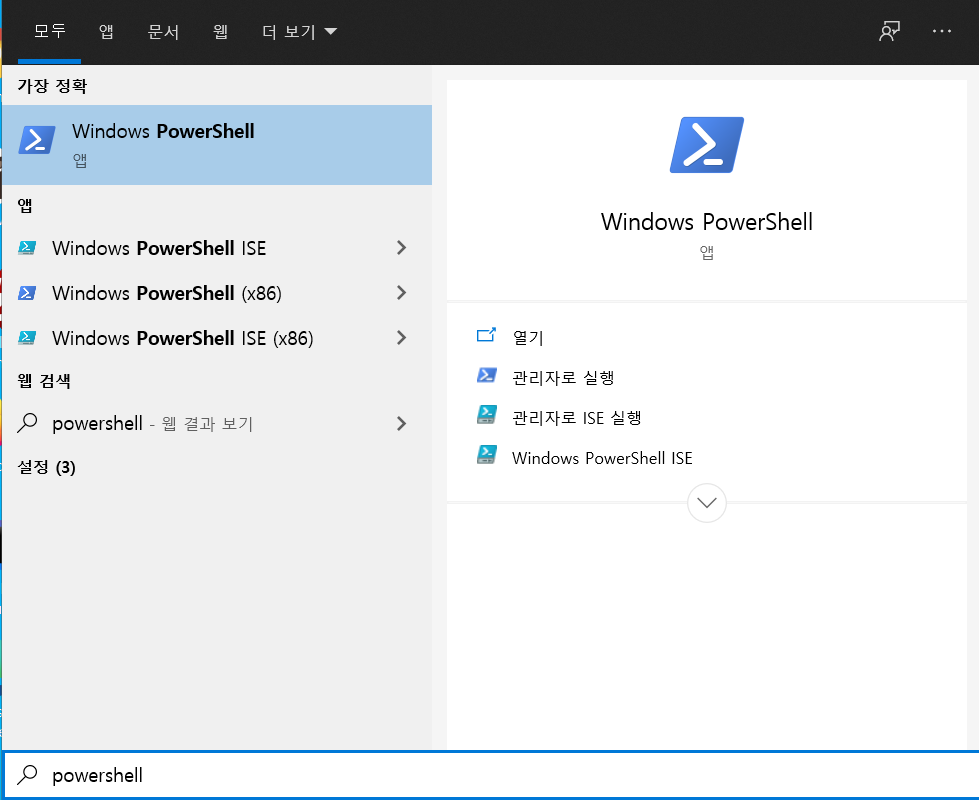 모두 앱 문서 웹 더 보기
가장 정확
Windows PowerShell
앱
앱
Windows PowerShell ISE
Windows PowerShell (x86)
Windows PowerShell ISE (x86)
웹 검색
powershell - 웹 결과 보기
설정 (3)
Windows PowerShell
앱
열기
관리자로 실행
관리자로 ISE 실행
Windows PowerShell ISE
powershell